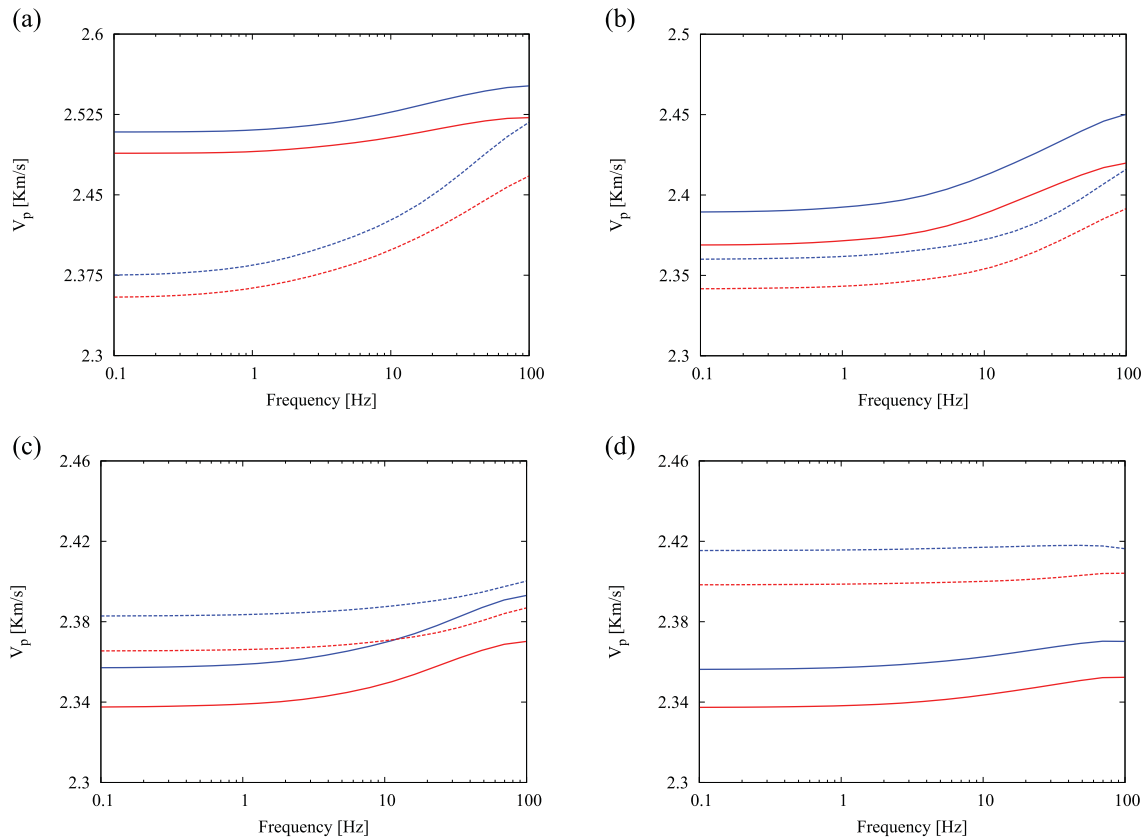 (a)
2.6
2.525
2.45
2.375
2.3
V_p [Km/s]
0.1 1 10 100
Frequency [Hz]
(b)
2.5
2.45
2.4
2.35
2.3
V_p [Km/s]
0.1 1 10 100
Frequency [Hz]
(c)
2.46
2.42
2.38
2.34
2.3
V_p [Km/s]
0.1 1 10 100
Frequency [Hz]
(d)
2.46
2.42
2.38
2.34
2.3
V_p [Km/s]
0.1 1 10 100
Frequency [Hz]